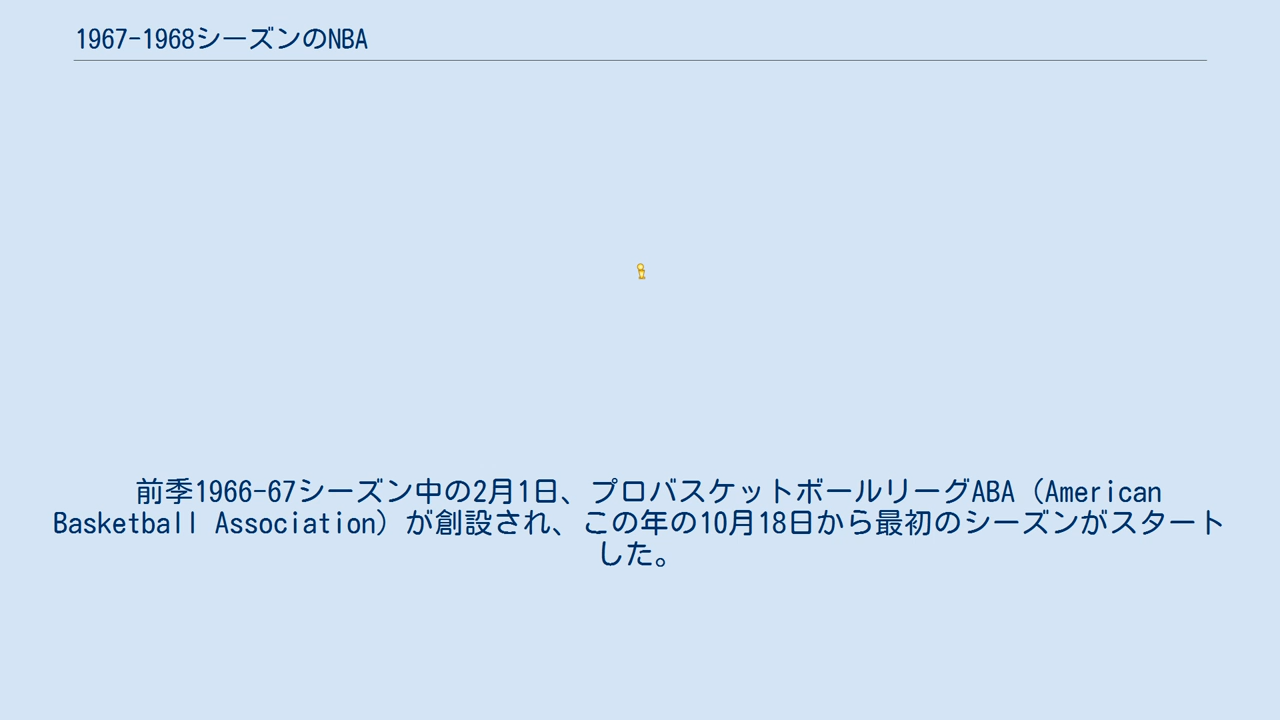 1967-1968シーズンのNBA
前季1966-67シーズン中の2月1日、プロバスケットボールリーグABA（American
Basketball Association）が創設され、この年の10月18日から最初のシーズンがスタート
した。